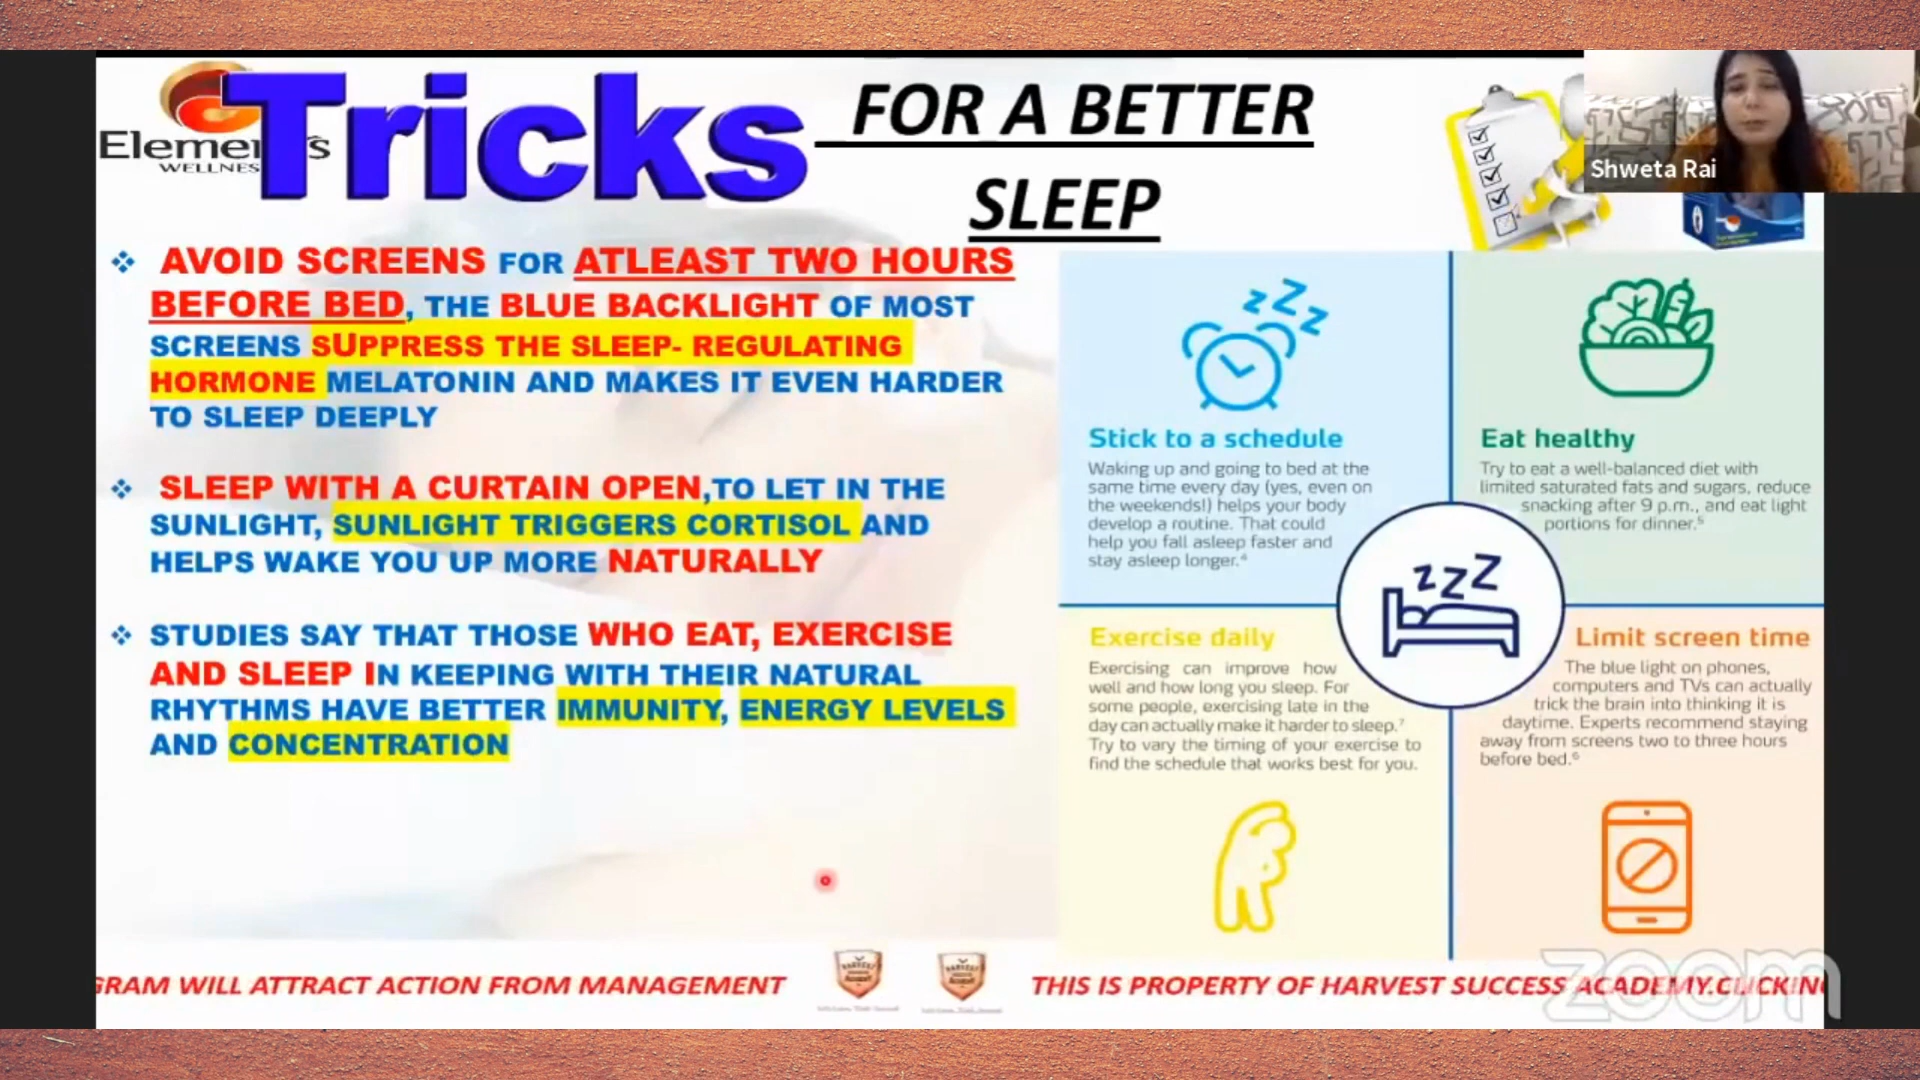 Elements
WELLNESS
Tricks FOR A BETTER
SLEEP
Shweta Rai
AVOID SCREENS FOR ATLEAST TWO HOURS
BEFORE BED, THE BLUE BACKLIGHT OF MOST
SCREENS SUPPRESS THE SLEEP- REGULATING
HORMONE MELATONIN AND MAKES IT EVEN HARDER
TO SLEEP DEEPLY
SLEEP WITH A CURTAIN OPEN,TO LET IN THE
SUNLIGHT, SUNLIGHT TRIGGERS CORTISOL AND
HELPS WAKE YOU UP MORE NATURALLY
STUDIES SAY THAT THOSE WHO EAT, EXERCISE
AND SLEEP IN KEEPING WITH THEIR NATURAL
RHYTHMS HAVE BETTER IMMUNITY, ENERGY LEVELS
AND CONCENTRATION
zzz
Stick to a schedule
Waking up and going to bed at the
same time every day (yes, even on
the weekends!) helps your body
develop a routine. That could
help you fall asleep faster and
stay asleep longer.⁴
Eat healthy
Try to eat a well-balanced diet with
limited saturated fats and sugars, reduce
snacking after 9 p.m., and eat light
portions for dinner.⁵
zzz
Exercise daily
Exercising can improve how
well and how long you sleep. For
some people, exercising late in the
day can actually make it harder to sleep.⁷
Try to vary the timing of your exercise to
find the schedule that works best for you.
Limit screen time
The blue light on phones,
computers and TVs can actually
trick the brain into thinking it is
daytime. Experts recommend staying
away from screens two to three hours
before bed.⁶
GRAM WILL ATTRACT ACTION FROM MANAGEMENT
HARVEST
THIS IS PROPERTY OF HARVEST SUCCESS ACADEMY.CLICKING
zoom